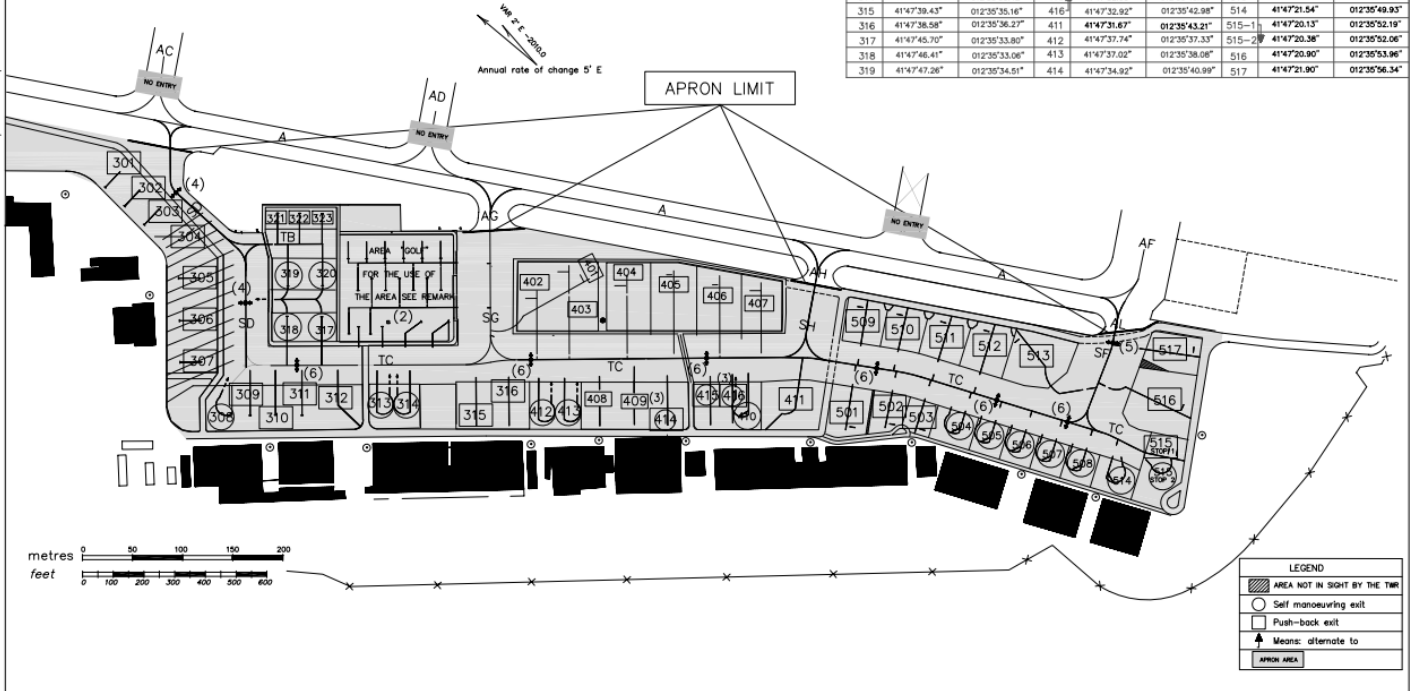 315 41°47'39.43" 012°35'35.16" 416 41°47'32.92" 012°35'42.98" 514 41°47'21.54" 012°35'49.93"
316 41°47'38.58" 012°35'36.27" 411 41°47'31.67" 012°35'43.21" 515-1 41°47'20.13" 012°35'52.19"
317 41°47'45.70" 012°35'33.80" 412 41°47'37.74" 012°35'37.33" 515-2 41°47'20.38" 012°35'52.06"
318 41°47'46.41" 012°35'33.06" 413 41°47'37.02" 012°35'38.08" 516 41°47'20.90" 012°35'53.96"
319 41°47'47.26" 012°35'34.51" 414 41°47'34.92" 012°35'40.99" 517 41°47'21.90" 012°35'56.34"
VAR 2° E -2010.0
Annual rate of change 5' E
APRON LIMIT
AC
NO ENTRY
AD
NO ENTRY
A
A
NO ENTRY
A
AF
AG
AH
AL
301
302
(4)
303
SD
304
305
306
307
(4)
SD
321 322 323
TB
319 320
318 317
AREA "GOLF"
FOR THE USE OF
THE AREA SEE REMARK
(2)
SG
402
401
403
404
405
406
407
SH
509
510
511
512
513
SF
(5)
517
516
TC
TC
TC
TC
(6)
(6)
(6)
(6)
(6)
(6)
308
309
310
311
312
313
314
315
316
412
413
408
409
(3)
414
415
(3)
416
410
411
501
502
503
504
505
506
507
508
514
515
STOP 1
515
STOP 2
metres 0 50 100 150 200
feet 0 100 200 300 400 500 600
LEGEND
AREA NOT IN SIGHT BY THE TWR
Self manoeuvring exit
Push-back exit
Means: alternate to
APRON AREA